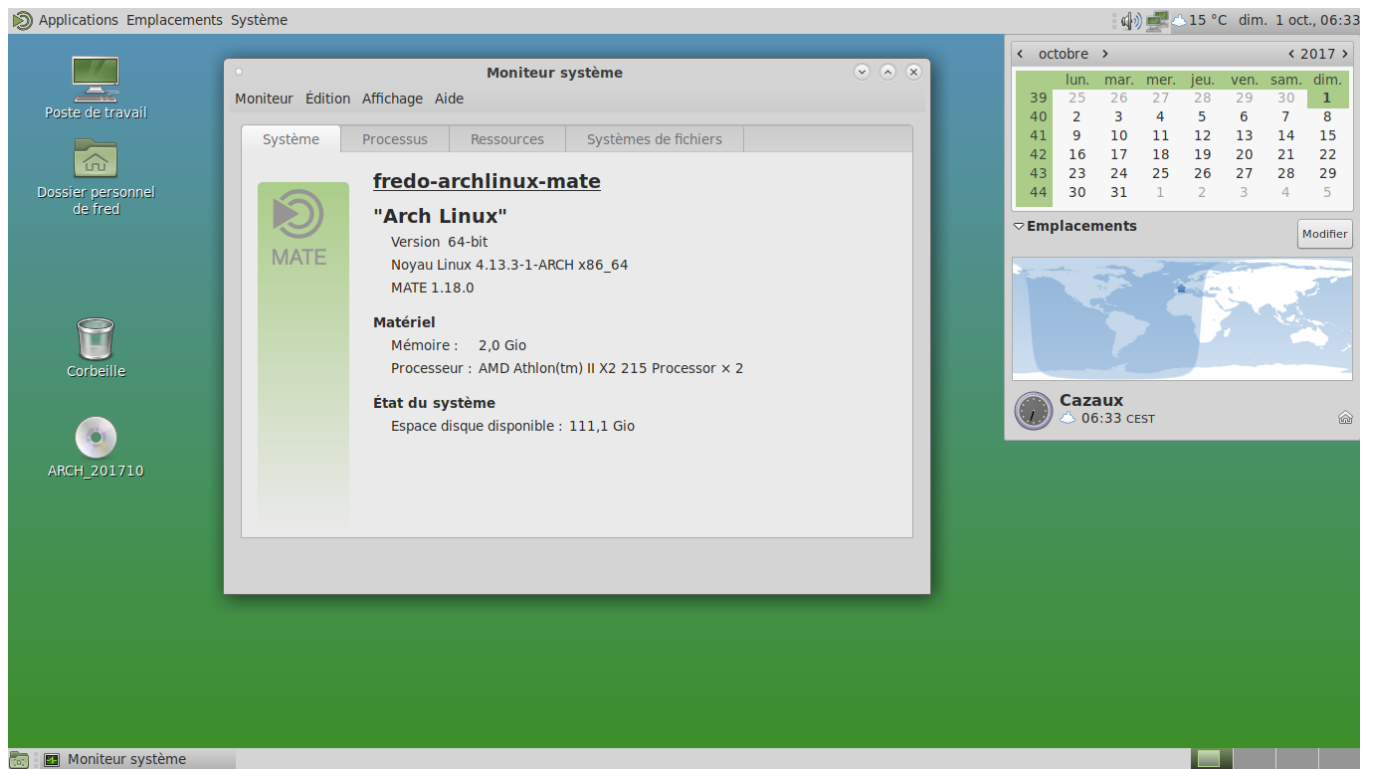 Applications Emplacements Système
15 °C dim. 1 oct., 06:33
Poste de travail
Dossier personnel
de fred
Corbeille
ARCH_201710
Moniteur système
Moniteur Édition Affichage Aide
Système Processus Ressources Systèmes de fichiers
MATE
fredo-archlinux-mate
"Arch Linux"
Version 64-bit
Noyau Linux 4.13.3-1-ARCH x86_64
MATE 1.18.0
Matériel
Mémoire : 2,0 Gio
Processeur : AMD Athlon(tm) II X2 215 Processor × 2
État du système
Espace disque disponible : 111,1 Gio
‹ octobre › ‹ 2017 ›
lun. mar. mer. jeu. ven. sam. dim.
39 25 26 27 28 29 30 1
40 2 3 4 5 6 7 8
41 9 10 11 12 13 14 15
42 16 17 18 19 20 21 22
43 23 24 25 26 27 28 29
44 30 31 1 2 3 4 5
Emplacements
Modifier
Cazaux
06:33 CEST
Moniteur système